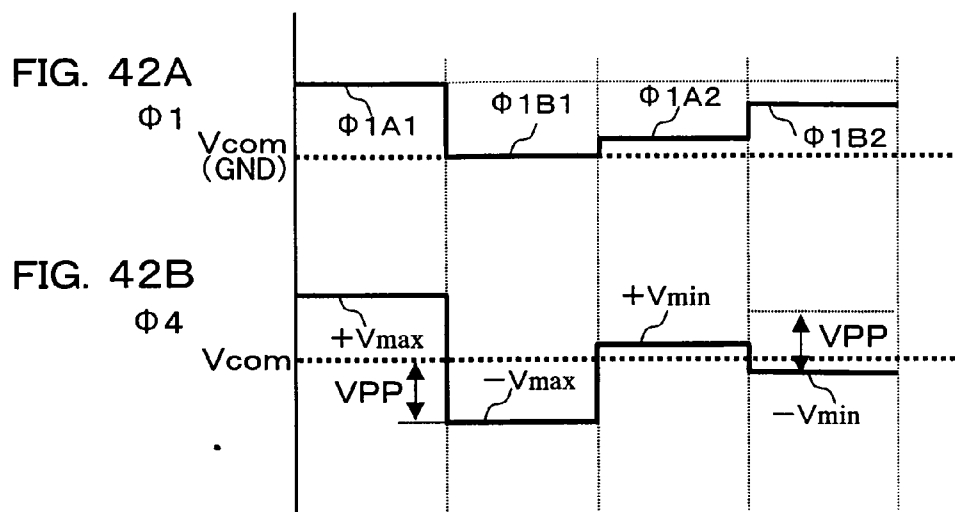 FIG. 42A
Φ1
Φ1A1
Φ1B1
Φ1A2
Φ1B2
Vcom
(GND)
FIG. 42B
Φ4
+Vmax
+Vmin
VPP
Vcom
VPP
−Vmax
−Vmin